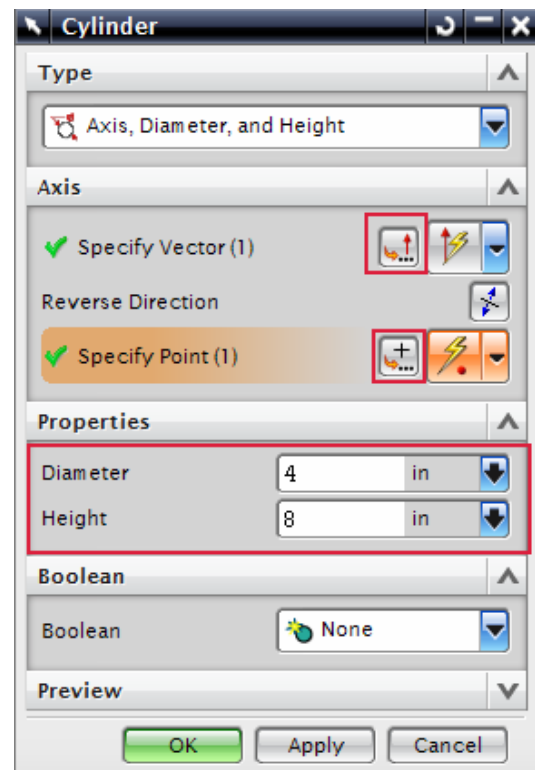 Cylinder
Type
Axis, Diameter, and Height
Axis
Specify Vector (1)
Reverse Direction
Specify Point (1)
Properties
Diameter 4 in
Height 8 in
Boolean
Boolean None
Preview
OK Apply Cancel